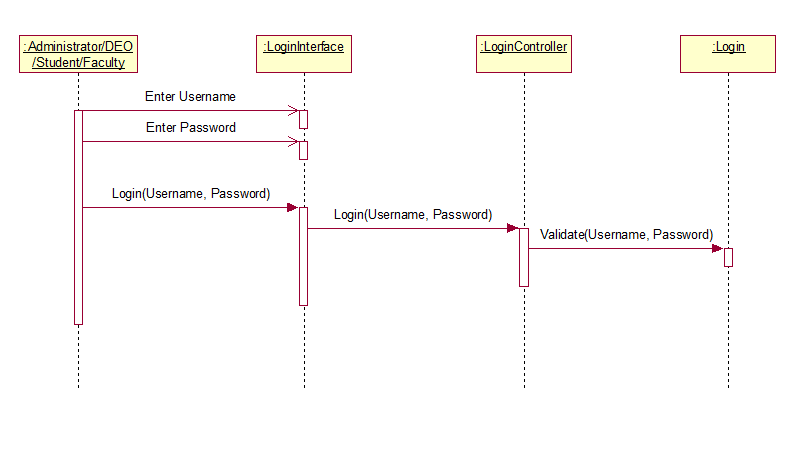 :Administrator/DEO
/Student/Faculty
:LoginInterface
:LoginController
:Login
Enter Username
Enter Password
Login(Username, Password)
Login(Username, Password)
Validate(Username, Password)